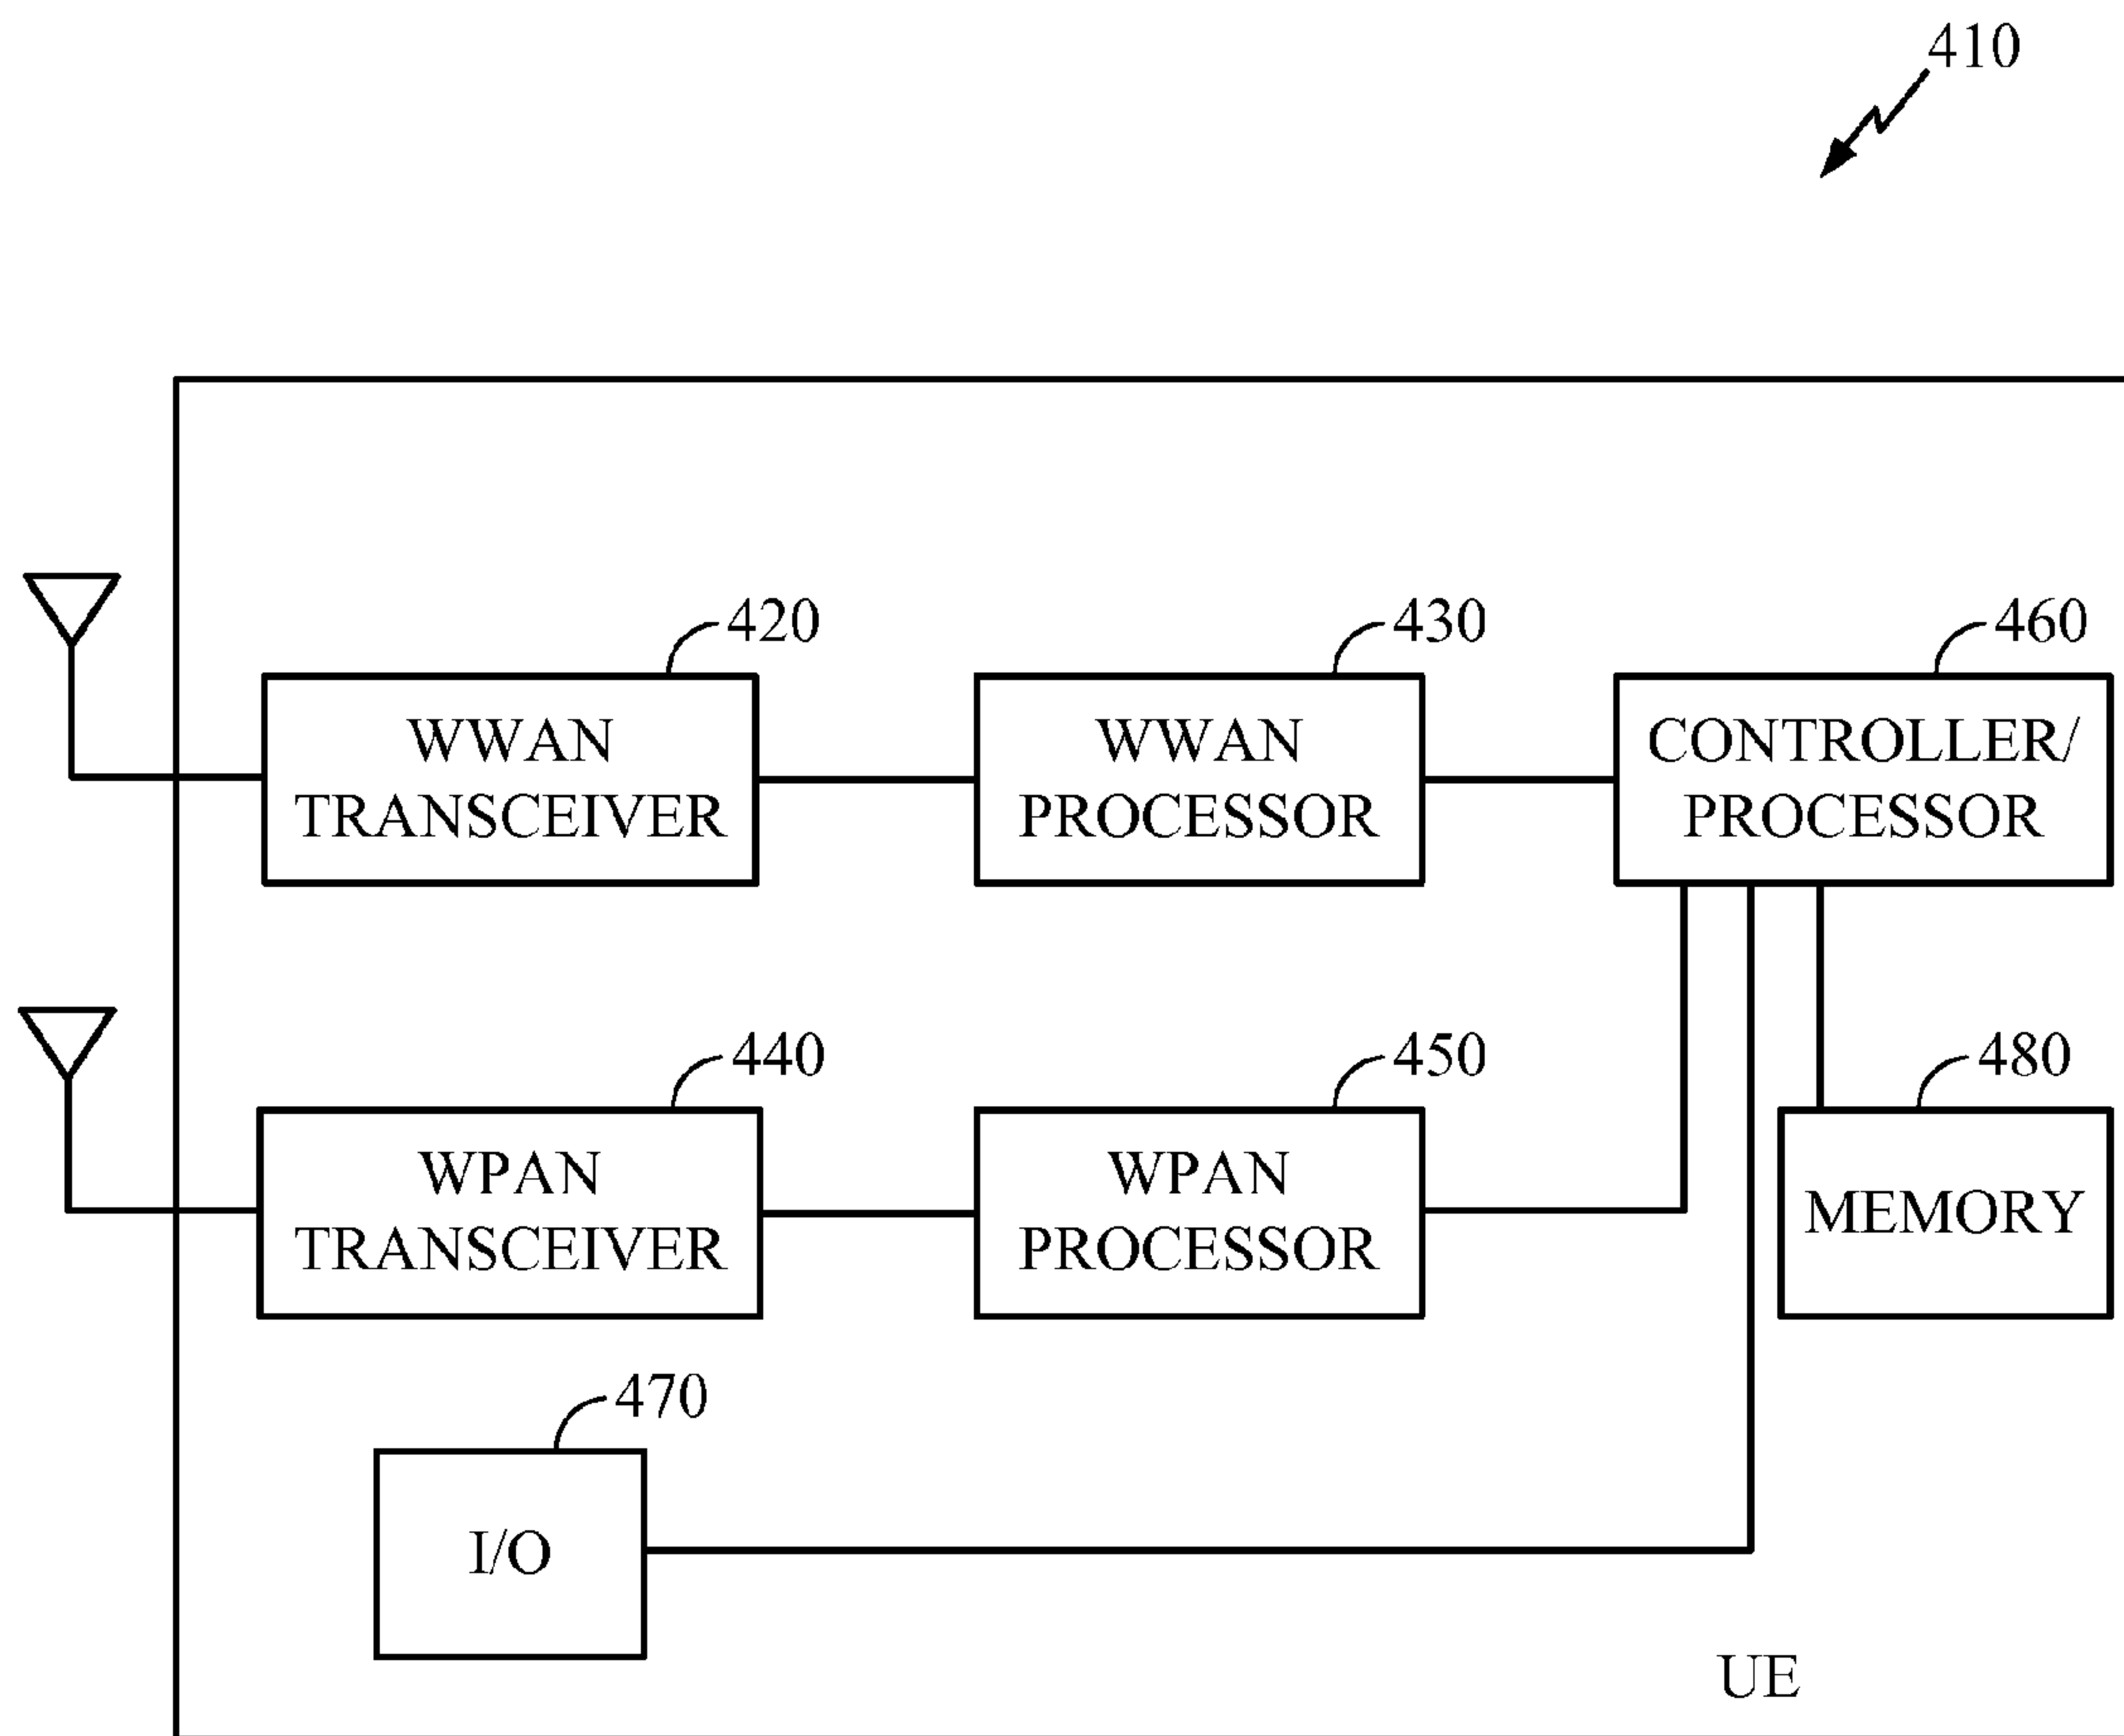 410
420
430
460
WWAN
TRANSCEIVER
WWAN
PROCESSOR
CONTROLLER/
PROCESSOR
440
450
480
WPAN
TRANSCEIVER
WPAN
PROCESSOR
MEMORY
470
I/O
UE